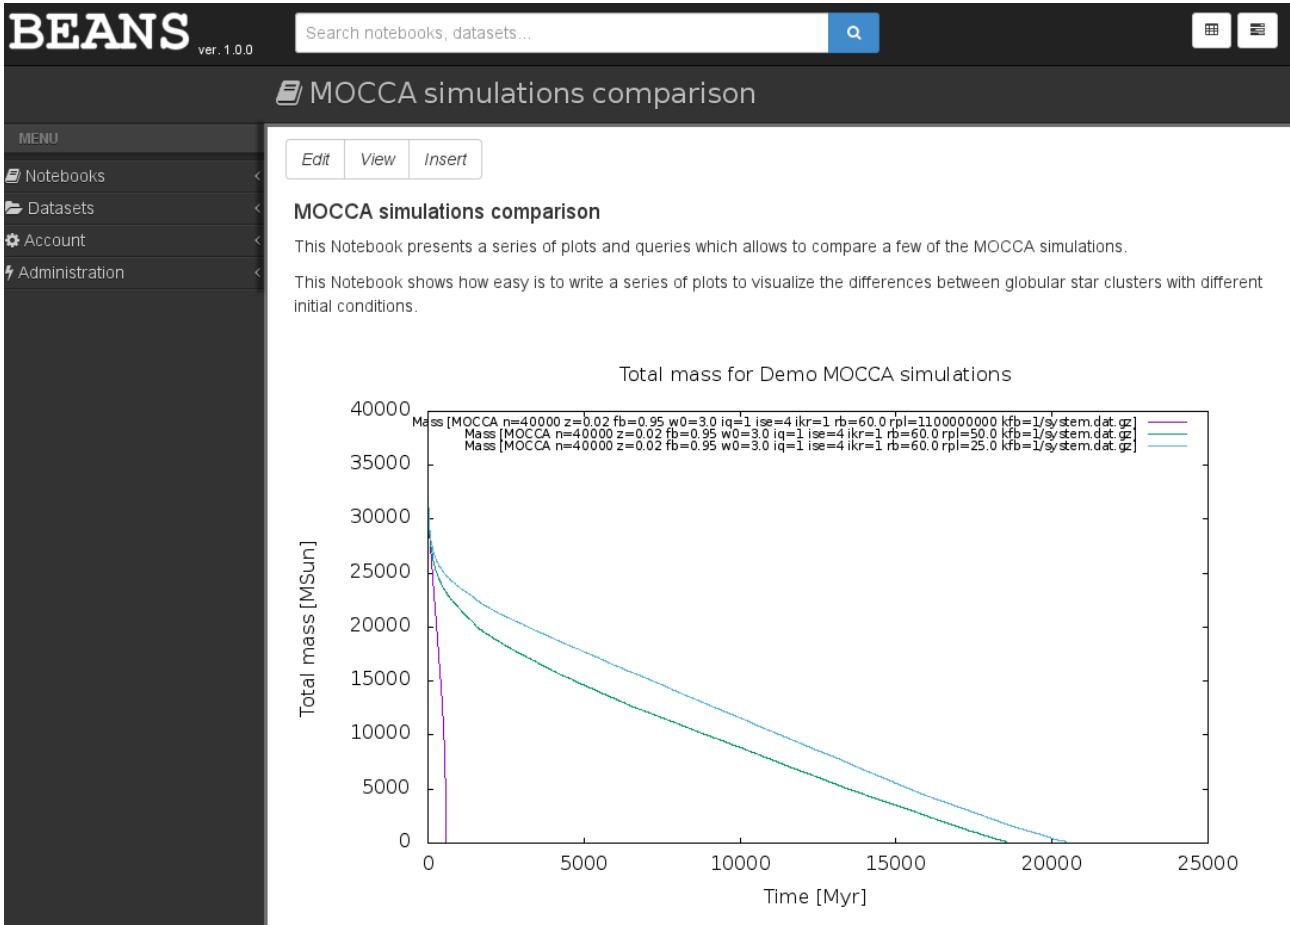 BEANS ver. 1.0.0
Search notebooks, datasets...
MOCCA simulations comparison
MENU
Notebooks
Datasets
Account
Administration
Edit View Insert
MOCCA simulations comparison
This Notebook presents a series of plots and queries which allows to compare a few of the MOCCA simulations.
This Notebook shows how easy is to write a series of plots to visualize the differences between globular star clusters with different
initial conditions.
Total mass for Demo MOCCA simulations
Mass [MOCCA n=40000 z=0.02 fb=0.95 w0=3.0 iq=1 ise=4 ikr=1 rb=60.0 rpl=1100000000 kfb=1/system.dat.gz]
Mass [MOCCA n=40000 z=0.02 fb=0.95 w0=3.0 iq=1 ise=4 ikr=1 rb=60.0 rpl=50.0 kfb=1/system.dat.gz]
Mass [MOCCA n=40000 z=0.02 fb=0.95 w0=3.0 iq=1 ise=4 ikr=1 rb=60.0 rpl=25.0 kfb=1/system.dat.gz]
40000
35000
30000
25000
20000
15000
10000
5000
0
Total mass [MSun]
0 5000 10000 15000 20000 25000
Time [Myr]